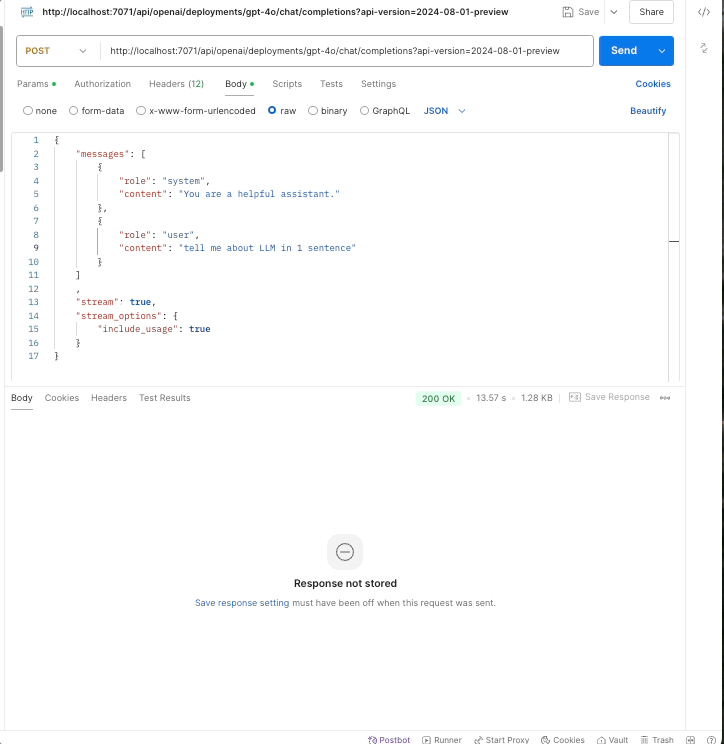 HTTP http://localhost:7071/api/openai/deployments/gpt-4o/chat/completions?api-version=2024-08-01-preview Save Share </>
POST http://localhost:7071/api/openai/deployments/gpt-4o/chat/completions?api-version=2024-08-01-preview Send
Params Authorization Headers (12) Body Scripts Tests Settings Cookies
none form-data x-www-form-urlencoded raw binary GraphQL JSON Beautify
1 {
2 "messages": [
3 {
4 "role": "system",
5 "content": "You are a helpful assistant."
6 },
7 {
8 "role": "user",
9 "content": "tell me about LLM in 1 sentence"
10 }
11 ]
12 ,
13 "stream": true,
14 "stream_options": {
15 "include_usage": true
16 }
17 }
Body Cookies Headers Test Results 200 OK 13.57 s 1.28 KB Save Response
Response not stored
Save response setting must have been off when this request was sent.
Postbot Runner Start Proxy Cookies Vault Trash